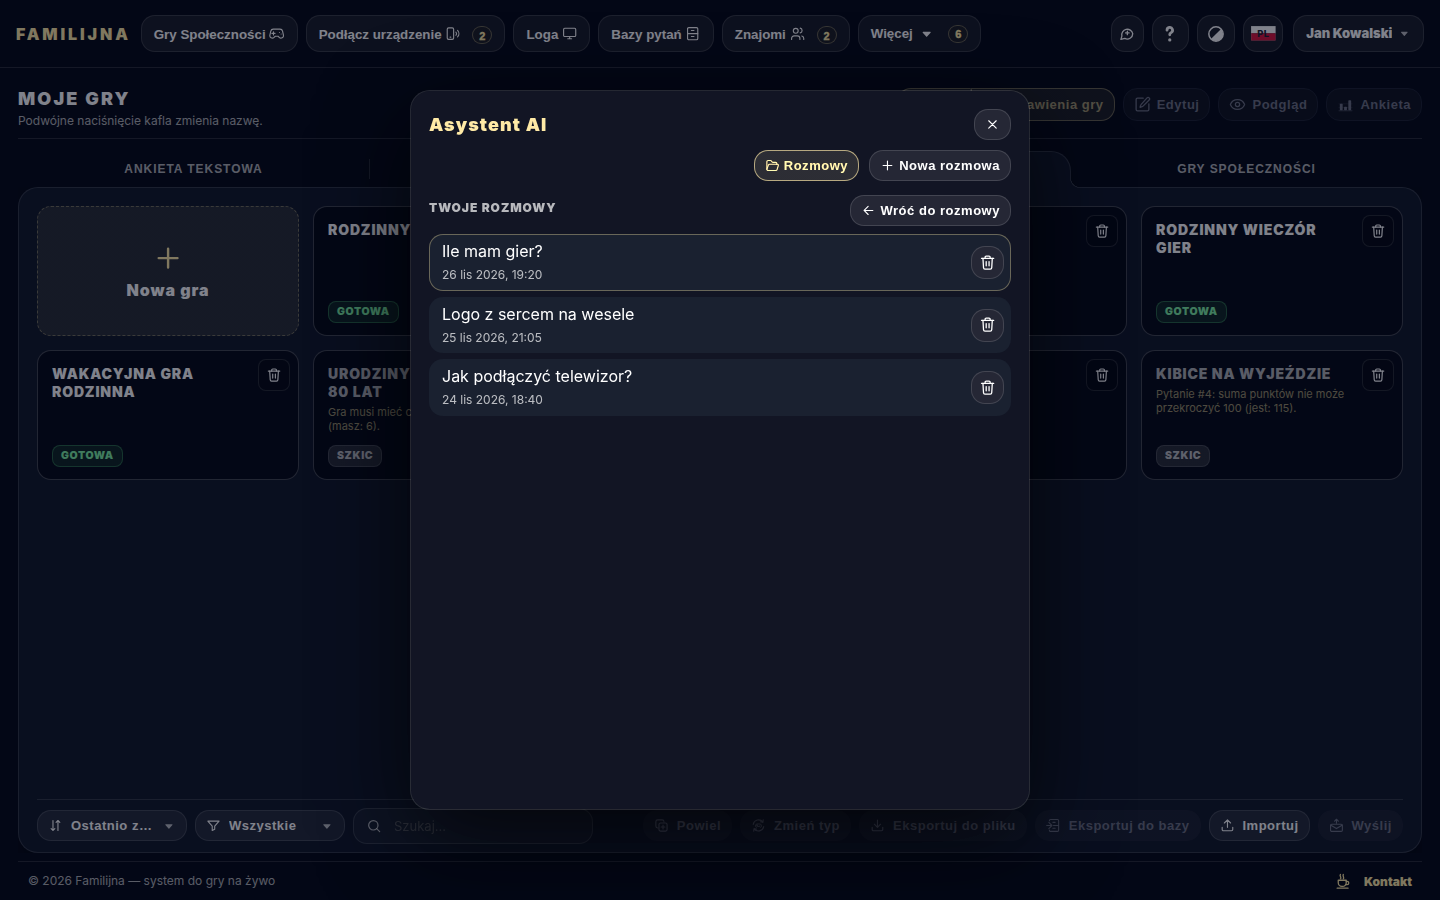 FAMILIJNA
Gry Społeczności
Podłącz urządzenie 2
Loga
Bazy pytań
Znajomi 2
Więcej 6
PL
Jan Kowalski
MOJE GRY
Podwójne naciśnięcie kafla zmienia nazwę.
Edytuj
Podgląd
Ankieta
ANKIETA TEKSTOWA
GRY SPOŁECZNOŚCI
Asystent AI
Rozmowy
Nowa rozmowa
TWOJE ROZMOWY
Wróć do rozmowy
Ile mam gier?
26 lis 2026, 19:20
Logo z sercem na wesele
25 lis 2026, 21:05
Jak podłączyć telewizor?
24 lis 2026, 18:40
Nowa gra
RODZINNY
GOTOWA
RODZINNY WIECZÓR
GIER
GOTOWA
WAKACYJNA GRA
RODZINNA
GOTOWA
URODZINY
80 LAT
Gra musi mieć
(masz: 6).
SZKIC
KIBICE NA WYJEŹDZIE
Pytanie #4: suma punktów nie może
przekroczyć 100 (jest: 115).
SZKIC
Ostatnio z...
Wszystkie
Szukaj...
Powiel
Zmień typ
Eksportuj do pliku
Eksportuj do bazy
Importuj
Wyślij
© 2026 Familijna — system do gry na żywo
Kontakt